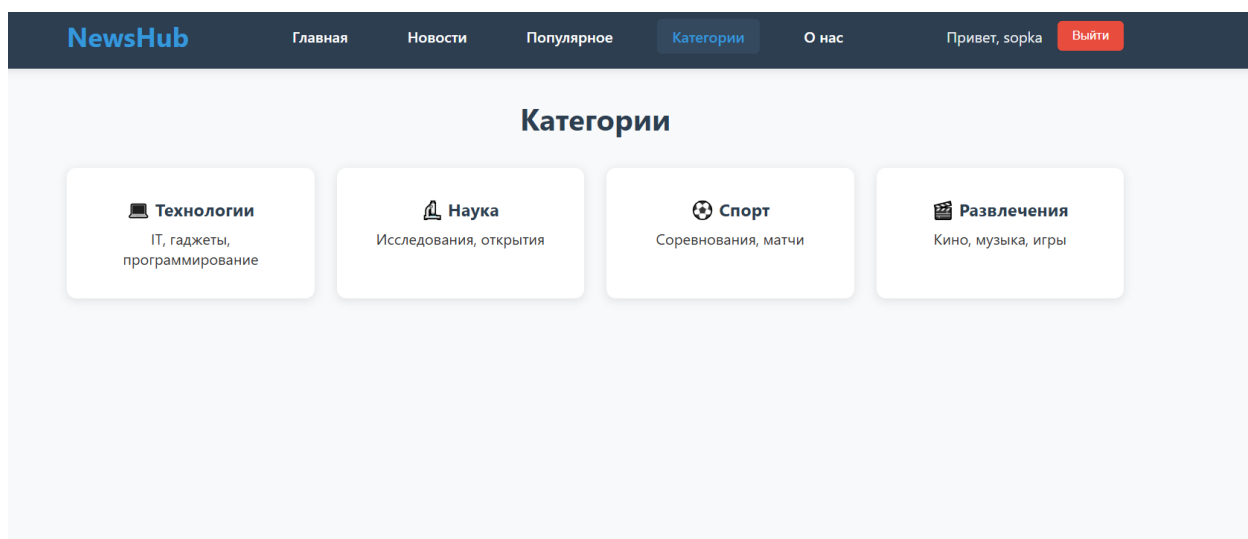 NewsHub Главная Новости Популярное Категории О нас Привет, sopka Выйти
Категории
💻 Технологии
IT, гаджеты,
программирование
🔬 Наука
Исследования, открытия
⚽ Спорт
Соревнования, матчи
🎬 Развлечения
Кино, музыка, игры